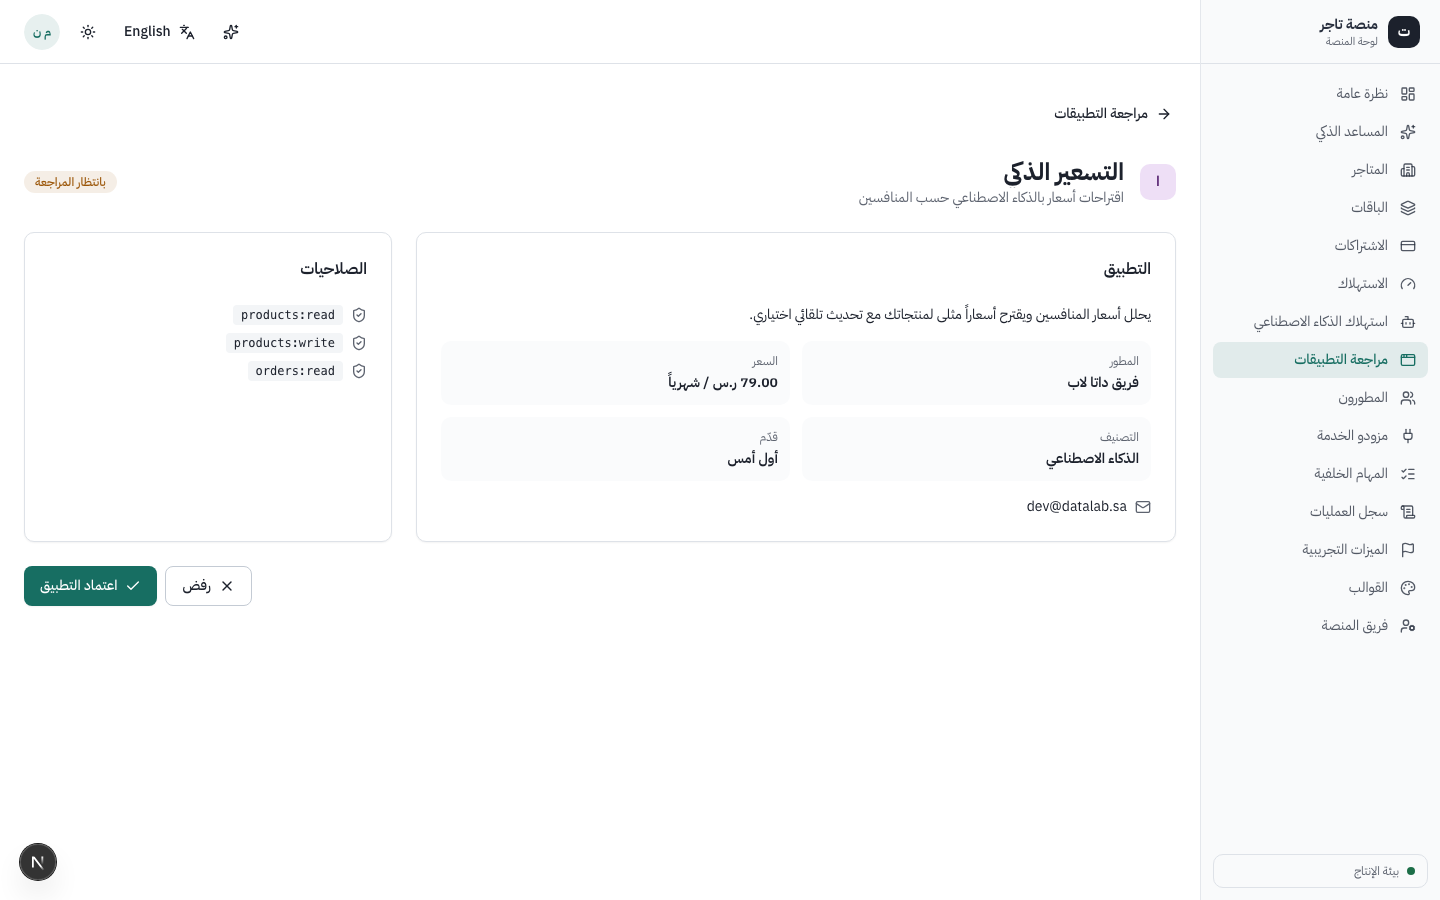 ت
منصة تاجر
لوحة المنصة
نظرة عامة
المساعد الذكي
المتاجر
الباقات
الاشتراكات
الاستهلاك
استهلاك الذكاء الاصطناعي
مراجعة التطبيقات
المطورون
مزودو الخدمة
المهام الخلفية
سجل العمليات
الميزات التجريبية
القوالب
فريق المنصة
بيئة الإنتاج
English
م ن
مراجعة التطبيقات
ا
التسعير الذكي
اقتراحات أسعار بالذكاء الاصطناعي حسب المنافسين
بانتظار المراجعة
التطبيق
يحلل أسعار المنافسين ويقترح أسعاراً مثلى لمنتجاتك مع تحديث تلقائي اختياري.
المطور
فريق داتا لاب
السعر
79.00 ر.س / شهرياً
التصنيف
الذكاء الاصطناعي
قدّم
أول أمس
dev@datalab.sa
الصلاحيات
products:read
products:write
orders:read
رفض
اعتماد التطبيق
N